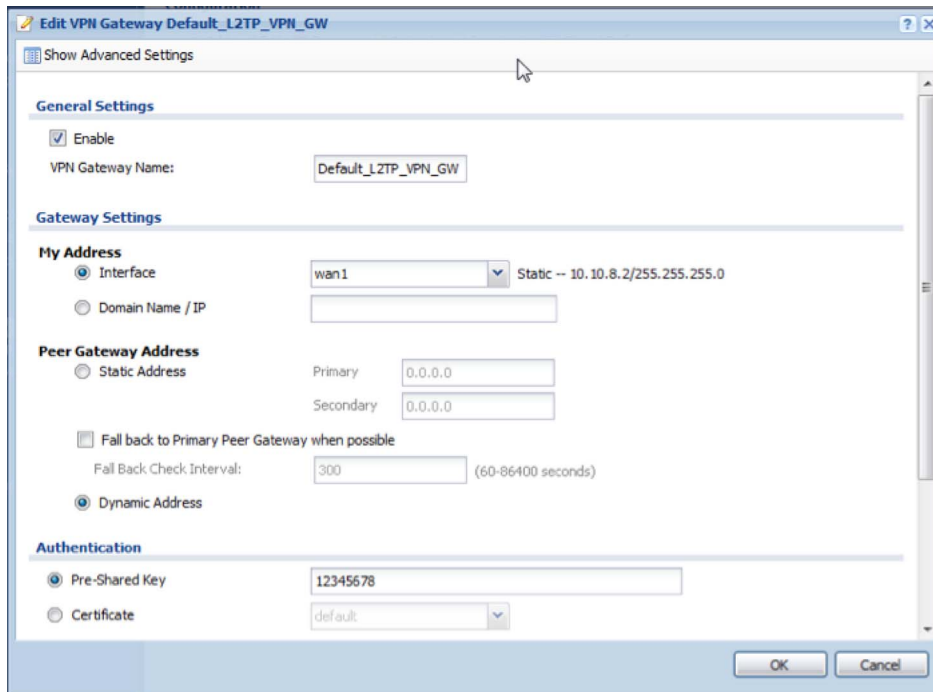 Edit VPN Gateway Default_L2TP_VPN_GW
Show Advanced Settings
General Settings
Enable
VPN Gateway Name: Default_L2TP_VPN_GW
Gateway Settings
My Address
Interface wan1 Static -- 10.10.8.2/255.255.255.0
Domain Name / IP
Peer Gateway Address
Static Address Primary 0.0.0.0
Secondary 0.0.0.0
Fall back to Primary Peer Gateway when possible
Fall Back Check Interval: 300 (60-86400 seconds)
Dynamic Address
Authentication
Pre-Shared Key 12345678
Certificate default
OK Cancel